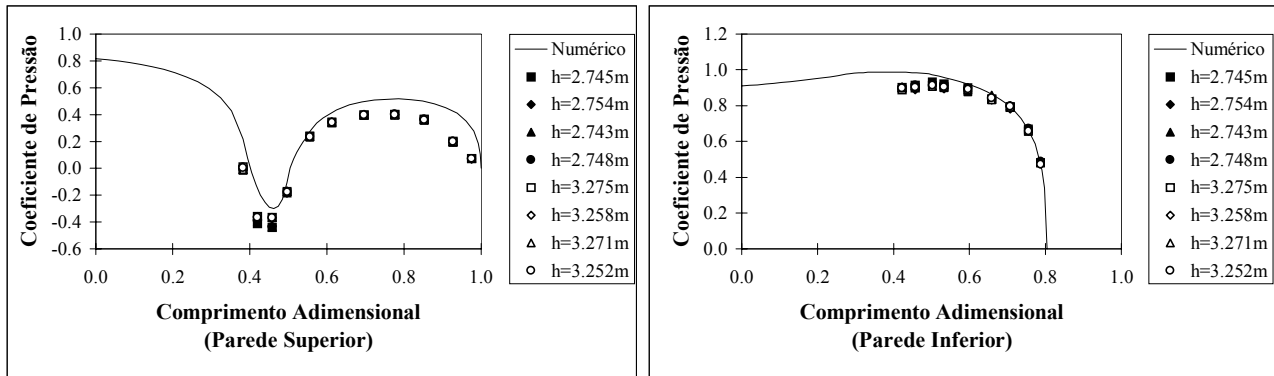 Coeficiente de Pressão
1.0
0.8
0.6
0.4
0.2
0.0
-0.2
-0.4
-0.6
0.0 0.2 0.4 0.6 0.8 1.0
Comprimento Adimensional
(Parede Superior)
Numérico
h=2.745m
h=2.754m
h=2.743m
h=2.748m
h=3.275m
h=3.258m
h=3.271m
h=3.252m
Coeficiente de Pressão
1.2
1.0
0.8
0.6
0.4
0.2
0.0
0.0 0.2 0.4 0.6 0.8 1.0
Comprimento Adimensional
(Parede Inferior)
Numérico
h=2.745m
h=2.754m
h=2.743m
h=2.748m
h=3.275m
h=3.258m
h=3.271m
h=3.252m